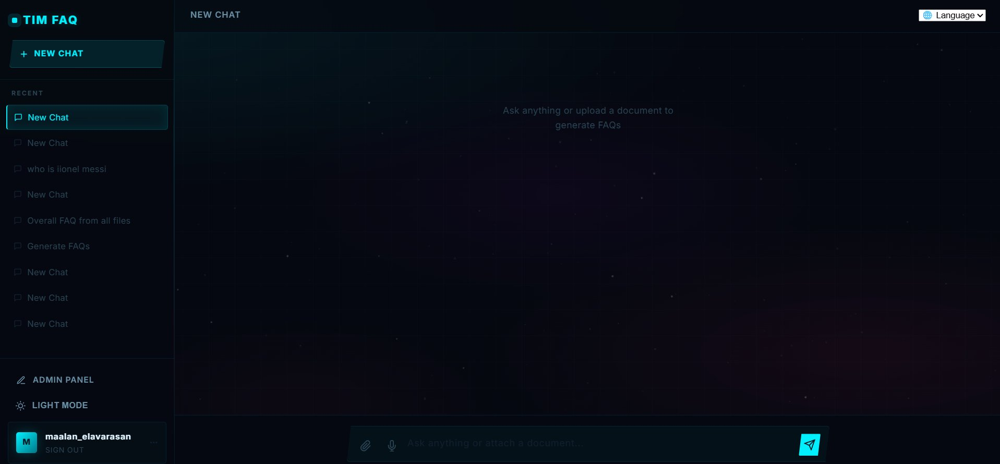 TIM FAQ
+ NEW CHAT
RECENT
New Chat
New Chat
who is iionel messi
New Chat
Overall FAQ from all files
Generate FAQs
New Chat
New Chat
New Chat
ADMIN PANEL
LIGHT MODE
M
maalan_elavarasan
SIGN OUT
...
NEW CHAT
Language
Ask anything or upload a document to
generate FAQs
Ask anything or attach a document...